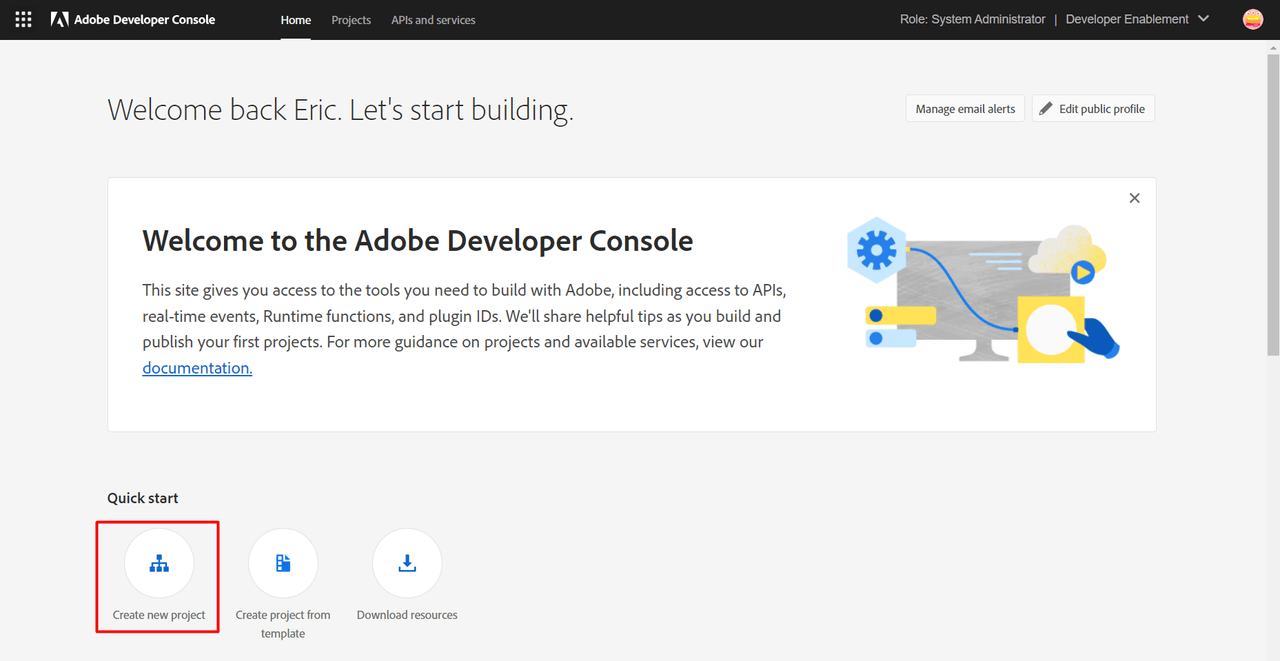 Adobe Developer Console
Home
Projects
APIs and services
Role: System Administrator | Developer Enablement
Welcome back Eric. Let's start building.
Manage email alerts
Edit public profile
Welcome to the Adobe Developer Console
This site gives you access to the tools you need to build with Adobe, including access to APIs,
real-time events, Runtime functions, and plugin IDs. We'll share helpful tips as you build and
publish your first projects. For more guidance on projects and available services, view our
documentation.
Quick start
Create new project
Create project from
template
Download resources